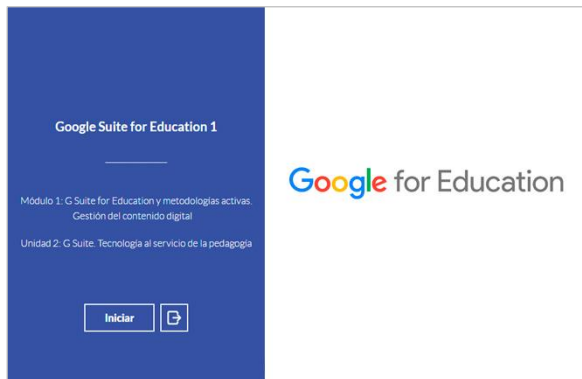 Google Suite for Education 1
Módulo 1: G Suite for Education y metodologías activas.
Gestión del contenido digital
Unidad 2: G Suite. Tecnología al servicio de la pedagogía
Iniciar
Google for Education